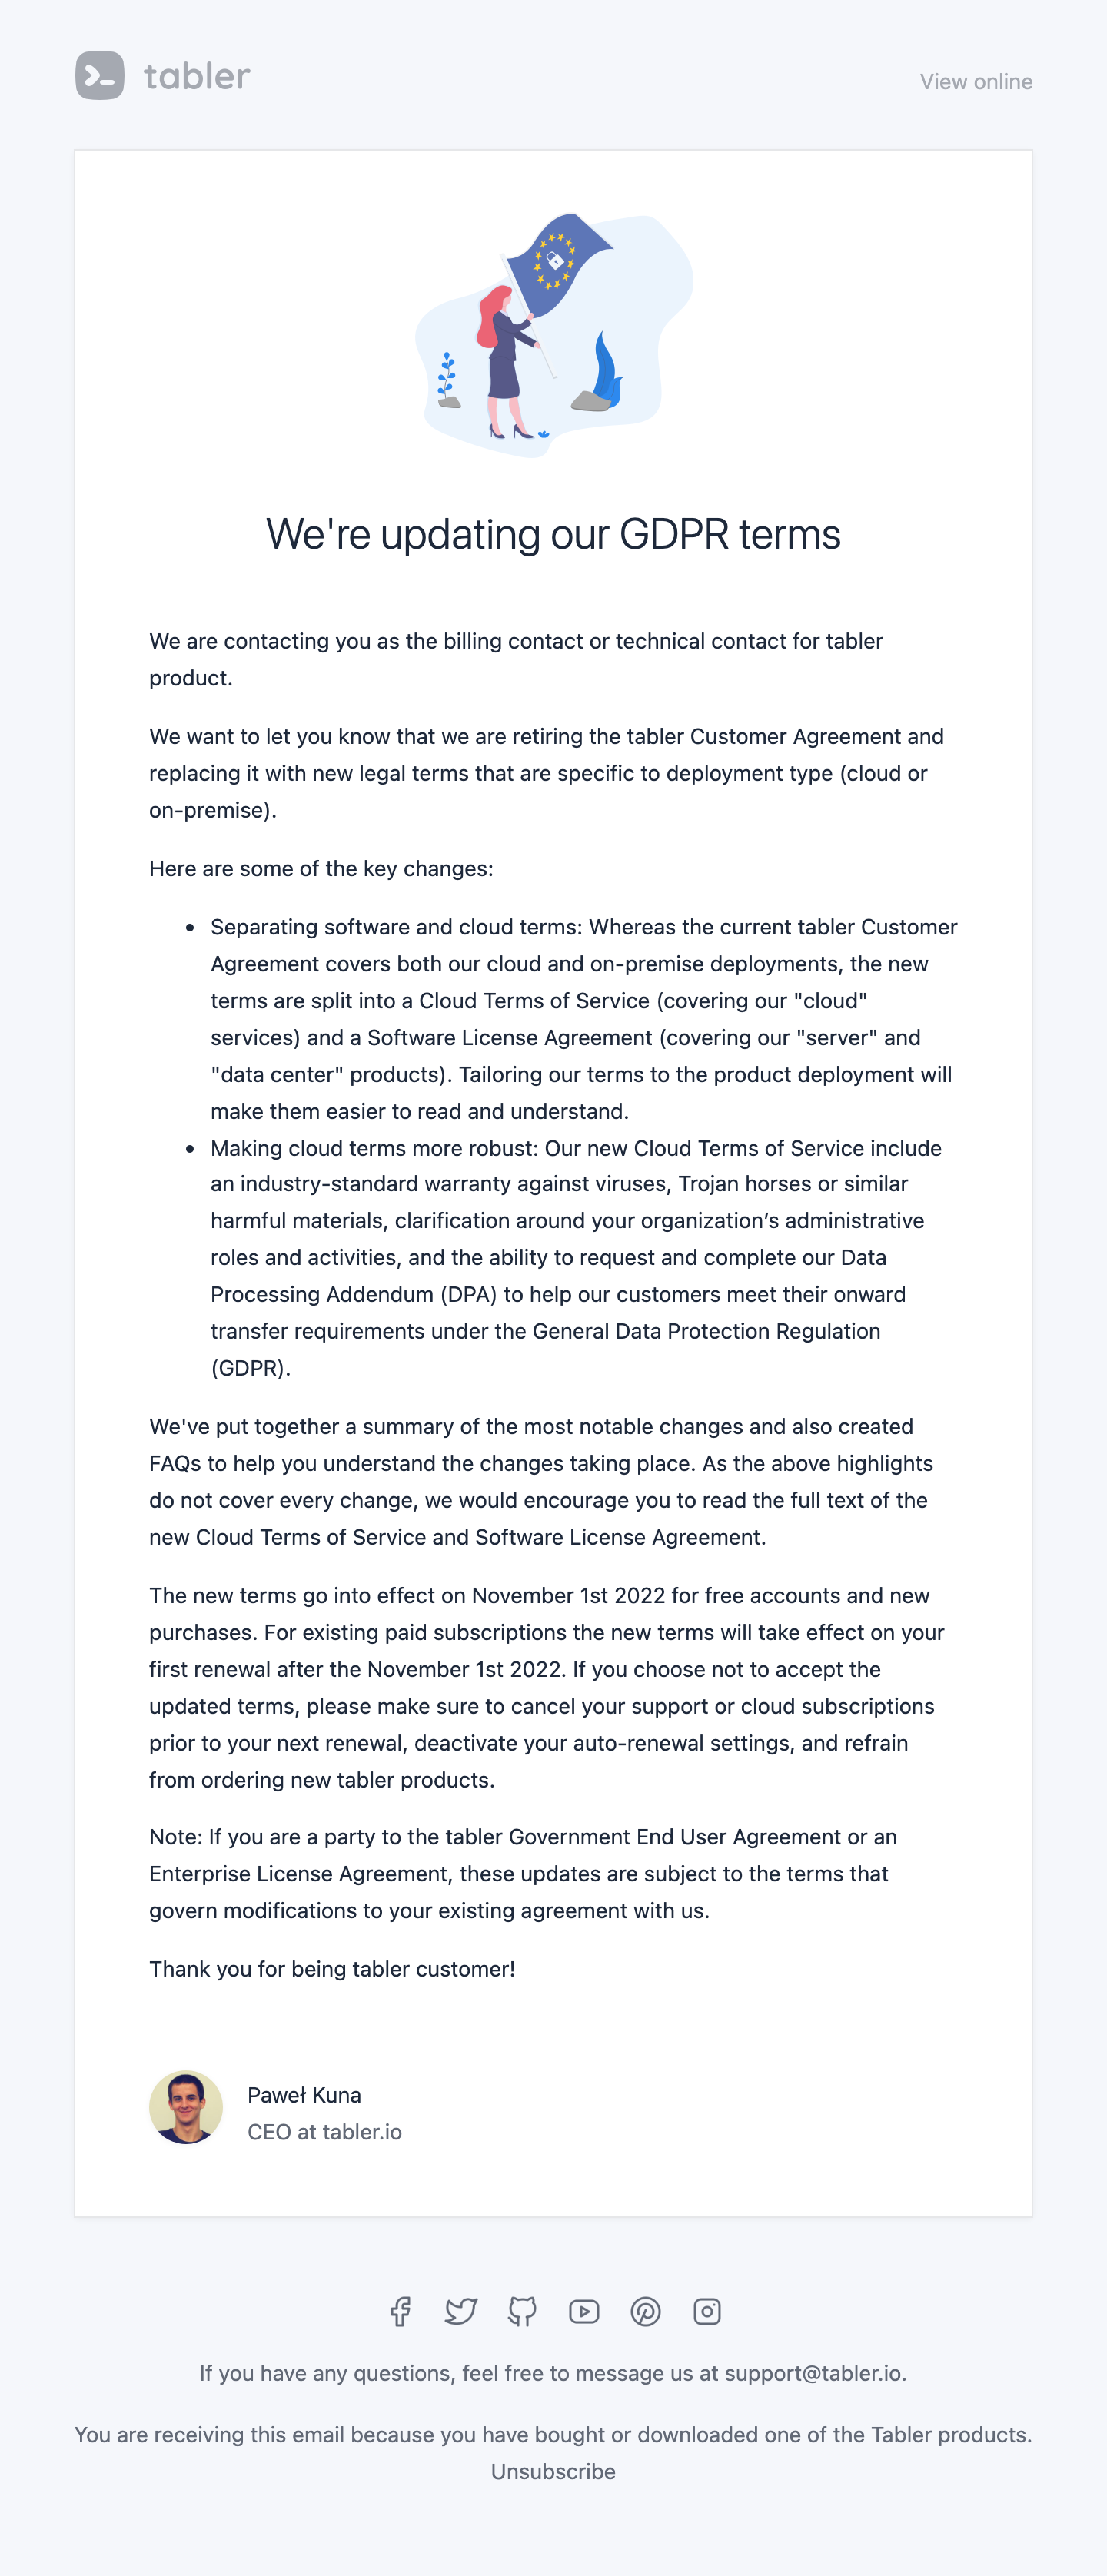 tabler
View online
We're updating our GDPR terms
We are contacting you as the billing contact or technical contact for tabler
product.
We want to let you know that we are retiring the tabler Customer Agreement and
replacing it with new legal terms that are specific to deployment type (cloud or
on-premise).
Here are some of the key changes:
• Separating software and cloud terms: Whereas the current tabler Customer
Agreement covers both our cloud and on-premise deployments, the new
terms are split into a Cloud Terms of Service (covering our "cloud"
services) and a Software License Agreement (covering our "server" and
"data center" products). Tailoring our terms to the product deployment will
make them easier to read and understand.
• Making cloud terms more robust: Our new Cloud Terms of Service include
an industry-standard warranty against viruses, Trojan horses or similar
harmful materials, clarification around your organization’s administrative
roles and activities, and the ability to request and complete our Data
Processing Addendum (DPA) to help our customers meet their onward
transfer requirements under the General Data Protection Regulation
(GDPR).
We've put together a summary of the most notable changes and also created
FAQs to help you understand the changes taking place. As the above highlights
do not cover every change, we would encourage you to read the full text of the
new Cloud Terms of Service and Software License Agreement.
The new terms go into effect on November 1st 2022 for free accounts and new
purchases. For existing paid subscriptions the new terms will take effect on your
first renewal after the November 1st 2022. If you choose not to accept the
updated terms, please make sure to cancel your support or cloud subscriptions
prior to your next renewal, deactivate your auto-renewal settings, and refrain
from ordering new tabler products.
Note: If you are a party to the tabler Government End User Agreement or an
Enterprise License Agreement, these updates are subject to the terms that
govern modifications to your existing agreement with us.
Thank you for being tabler customer!
Paweł Kuna
CEO at tabler.io
If you have any questions, feel free to message us at support@tabler.io.
You are receiving this email because you have bought or downloaded one of the Tabler products.
Unsubscribe